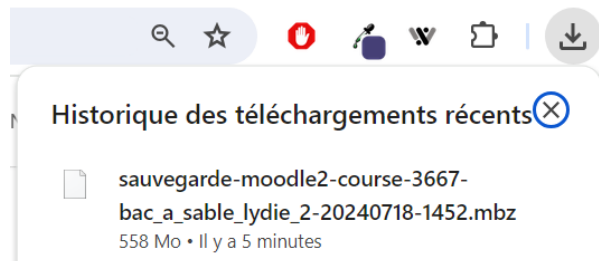 Historique des téléchargements récents
sauvegarde-moodle2-course-3667-
bac_a_sable_lydie_2-20240718-1452.mbz
558 Mo • Il y a 5 minutes